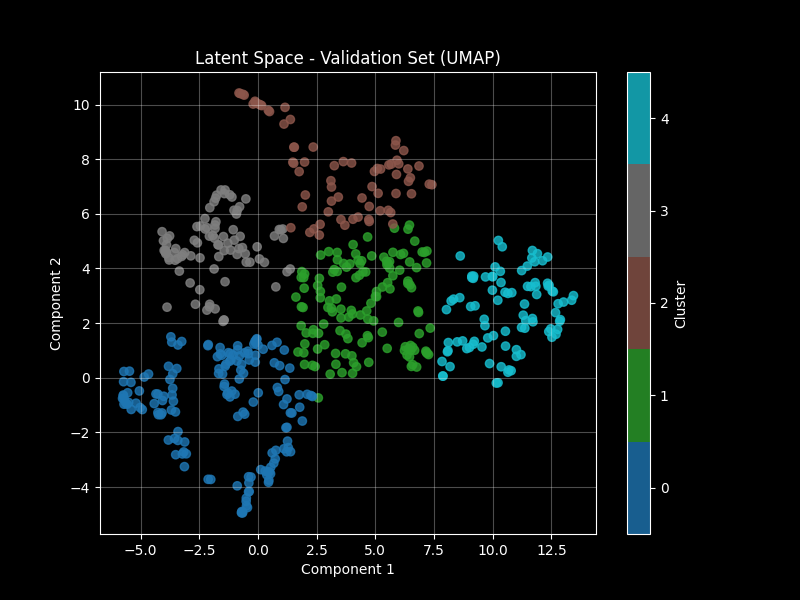 Latent Space - Validation Set (UMAP)
10
8
6
4
2
0
−2
−4
Component 2
−5.0 −2.5 0.0 2.5 5.0 7.5 10.0 12.5
Component 1
4
3
2
1
0
Cluster